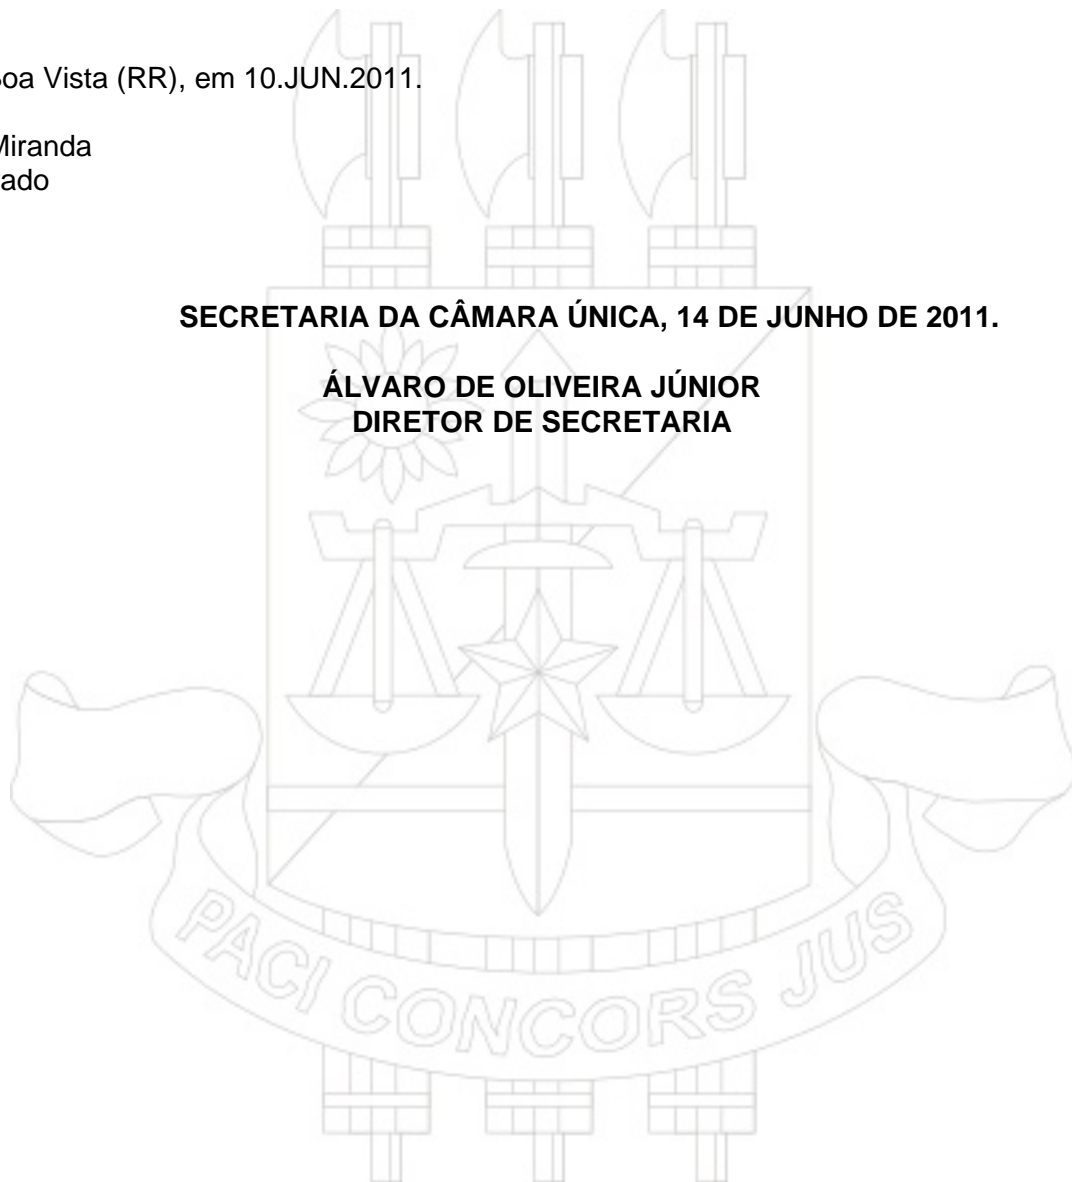 oa Vista (RR), em 10.JUN.2011.
Miranda
ado
SECRETARIA DA CÂMARA ÚNICA, 14 DE JUNHO DE 2011.
ÁLVARO DE OLIVEIRA JÚNIOR
DIRETOR DE SECRETARIA
PACI CONCORS JUS